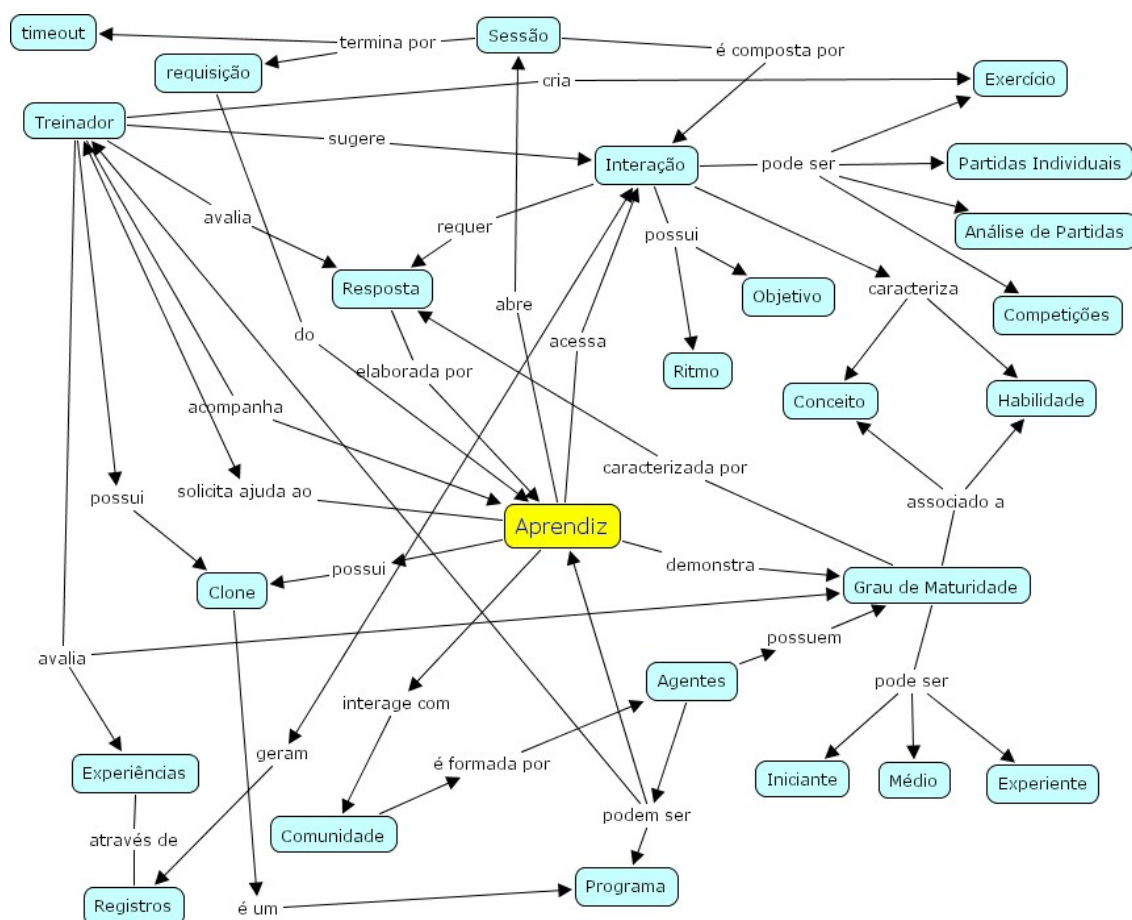 timeout
termina por
Sessão
é composta por
requisição
cria
Exercício
Treinador
sugere
Interação
pode ser
Partidas Individuais
avalia
requer
possui
Análise de Partidas
Resposta
abre
Objetivo
caracteriza
Competições
do
acessa
elaborada por
Ritmo
Conceito
Habilidade
acompanha
caracterizada por
possui
solicita ajuda ao
associado a
Aprendiz
possui
demonstra
Clone
Grau de Maturidade
avalia
possuem
Agentes
pode ser
interage com
geram
é formada por
Experiências
Iniciante
Médio
Experiente
através de
Comunidade
podem ser
Programa
Registros
é um